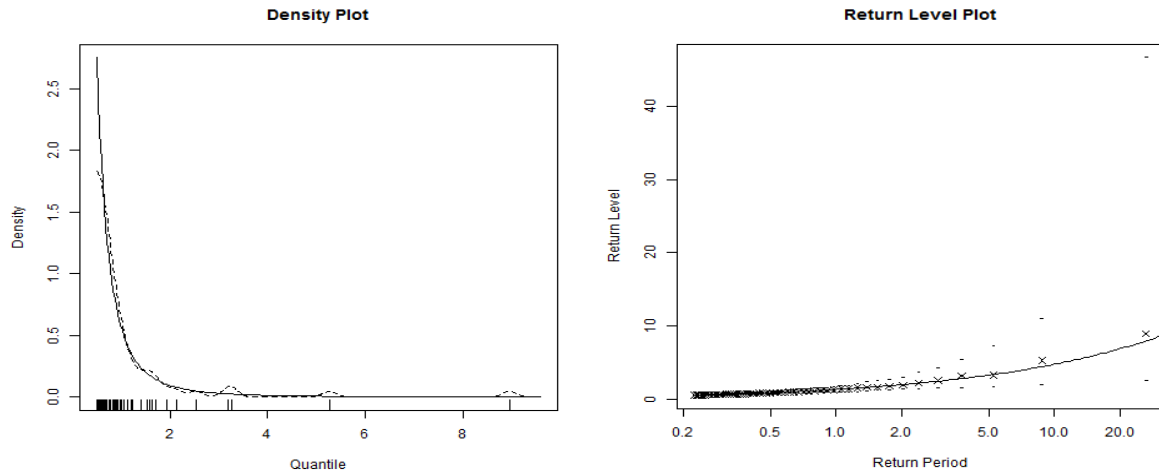 Density Plot
Density
0.0 0.5 1.0 1.5 2.0 2.5
2 4 6 8
Quantile
Return Level Plot
Return Level
0 10 20 30 40
0.2 0.5 1.0 2.0 5.0 10.0 20.0
Return Period